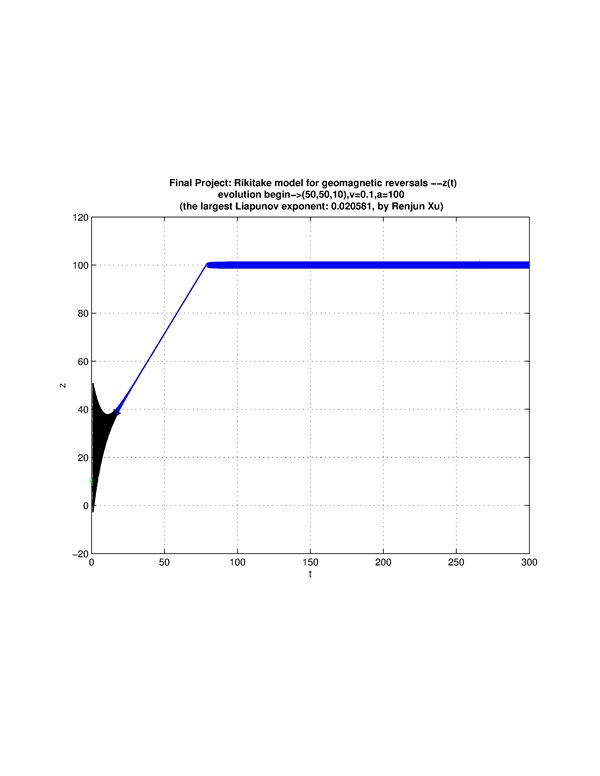 Final Project: Rikitake model for geomagnetic reversals −−z(t)
evolution begin−>(50,50,10),v=0.1,a=100
(the largest Liapunov exponent: 0.020581, by Renjun Xu)
120
100
80
60
40
20
0
−20
z
0 50 100 150 200 250 300
t